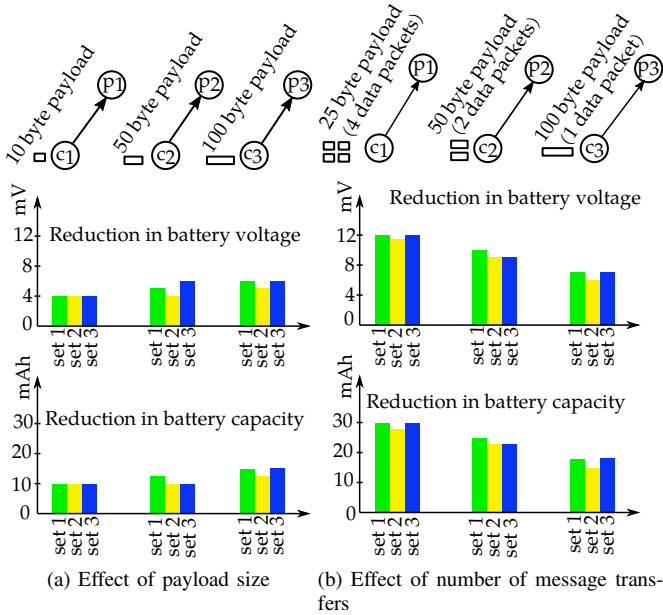 10 byte payload
P1
c1
50 byte payload
P2
c2
100 byte payload
P3
c3
25 byte payload
(4 data packets)
P1
c1
50 byte payload
(2 data packets)
P2
c2
100 byte payload
(1 data packet)
P3
c3
mV
Reduction in battery voltage
12
8
4
0
set 1
set 2
set 3
set 1
set 2
set 3
set 1
set 2
set 3
mAh
Reduction in battery capacity
30
20
10
0
set 1
set 2
set 3
set 1
set 2
set 3
set 1
set 2
set 3
(a) Effect of payload size
mV
Reduction in battery voltage
12
8
4
0
set 1
set 2
set 3
set 1
set 2
set 3
set 1
set 2
set 3
mAh
Reduction in battery capacity
30
20
10
0
set 1
set 2
set 3
set 1
set 2
set 3
set 1
set 2
set 3
(b) Effect of number of message trans-
fers